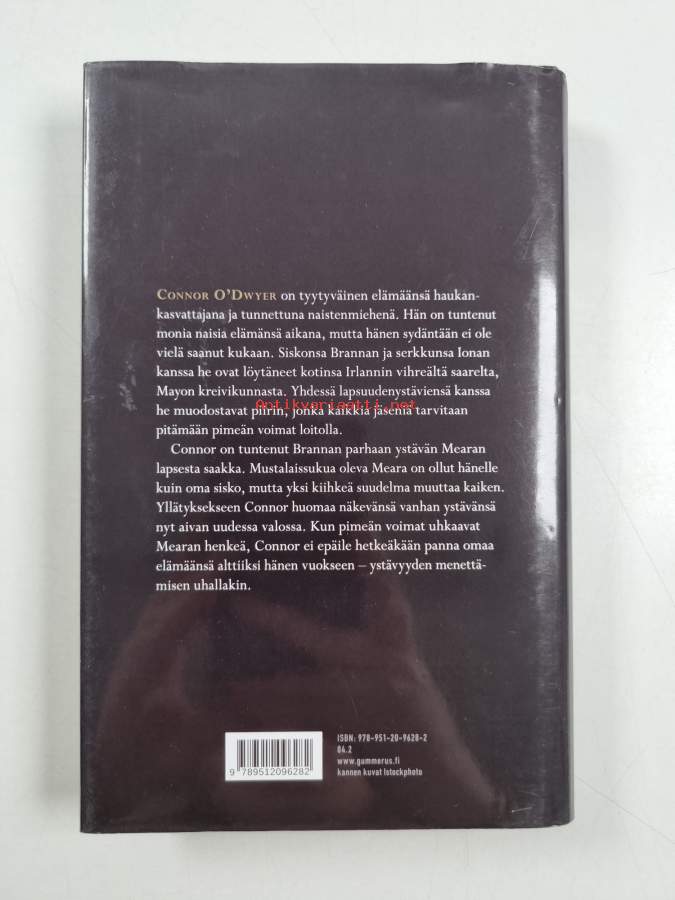 CONNOR O'DWYER on tyytyväinen elämäänsä haukan-
kasvattajana ja tunnettuna naistenmiehenä. Hän on tuntenut
monia naisia elämänsä aikana, mutta hänen sydäntään ei ole
vielä saanut kukaan. Siskonsa Brannan ja serkkunsa Ionan
kanssa he ovat löytäneet kotinsa Irlannin vihreältä saarelta,
Mayon kreivikunnasta. Yhdessä lapsuudenystäviensä kanssa
he muodostavat piirin, jonka kaikkia jäseniä tarvitaan
Antikvariaatti.net
pitämään pimeän voimat loitolla.
Connor on tuntenut Brannan parhaan ystävän Mearan
lapsesta saakka. Mustalaissukua oleva Meara on ollut hänelle
kuin oma sisko, mutta yksi kiihkeä suudelma muuttaa kaiken.
Yllätyksekseen Connor huomaa näkevänsä vanhan ystävänsä
nyt aivan uudessa valossa. Kun pimeän voimat uhkaavat
Mearan henkeä, Connor ei epäile hetkeäkään panna omaa
elämäänsä alttiiksi hänen vuokseen – ystävyyden menettä-
misen uhallakin.
ISBN: 978-951-20-9628-2
84.2
www.gummerus.fi
kannen kuvat Istockphoto
9 789512 096282